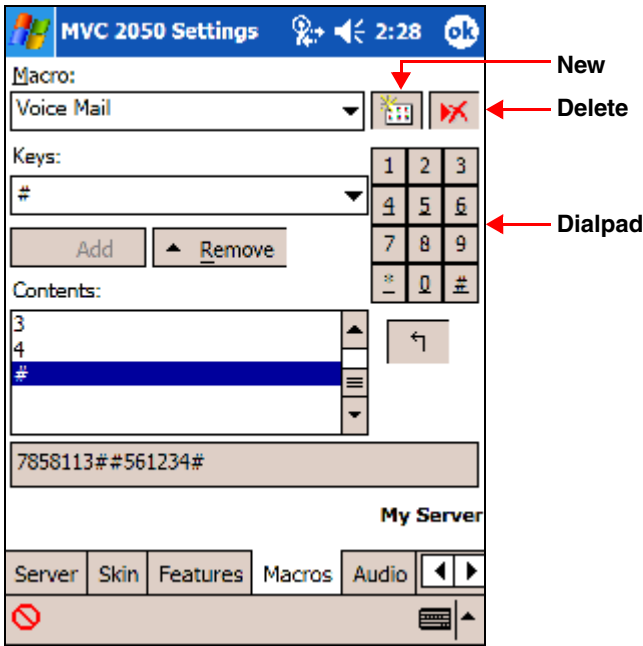 MVC 2050 Settings 2:28 ok
Macro:
New
Voice Mail
Delete
Keys:
#
1 2 3
4 5 6
7 8 9
* 0 #
Dialpad
Add Remove
Contents:
3
4
#
7858113##561234#
My Server
Server Skin Features Macros Audio